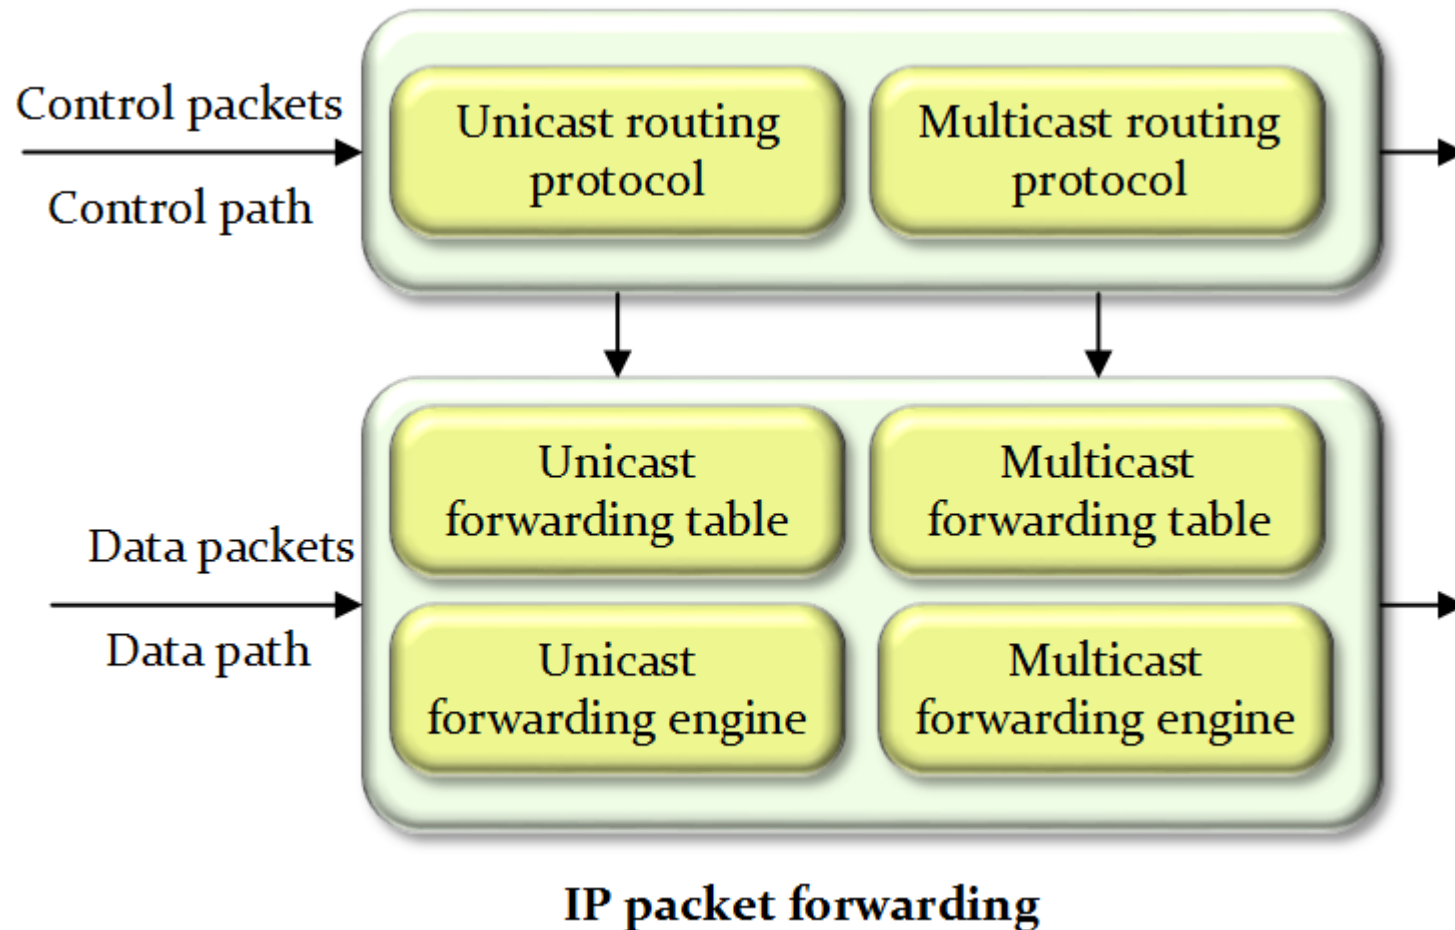 Control packets
Control path
Unicast routing
protocol
Multicast routing
protocol
Data packets
Data path
Unicast
forwarding table
Multicast
forwarding table
Unicast
forwarding engine
Multicast
forwarding engine
IP packet forwarding